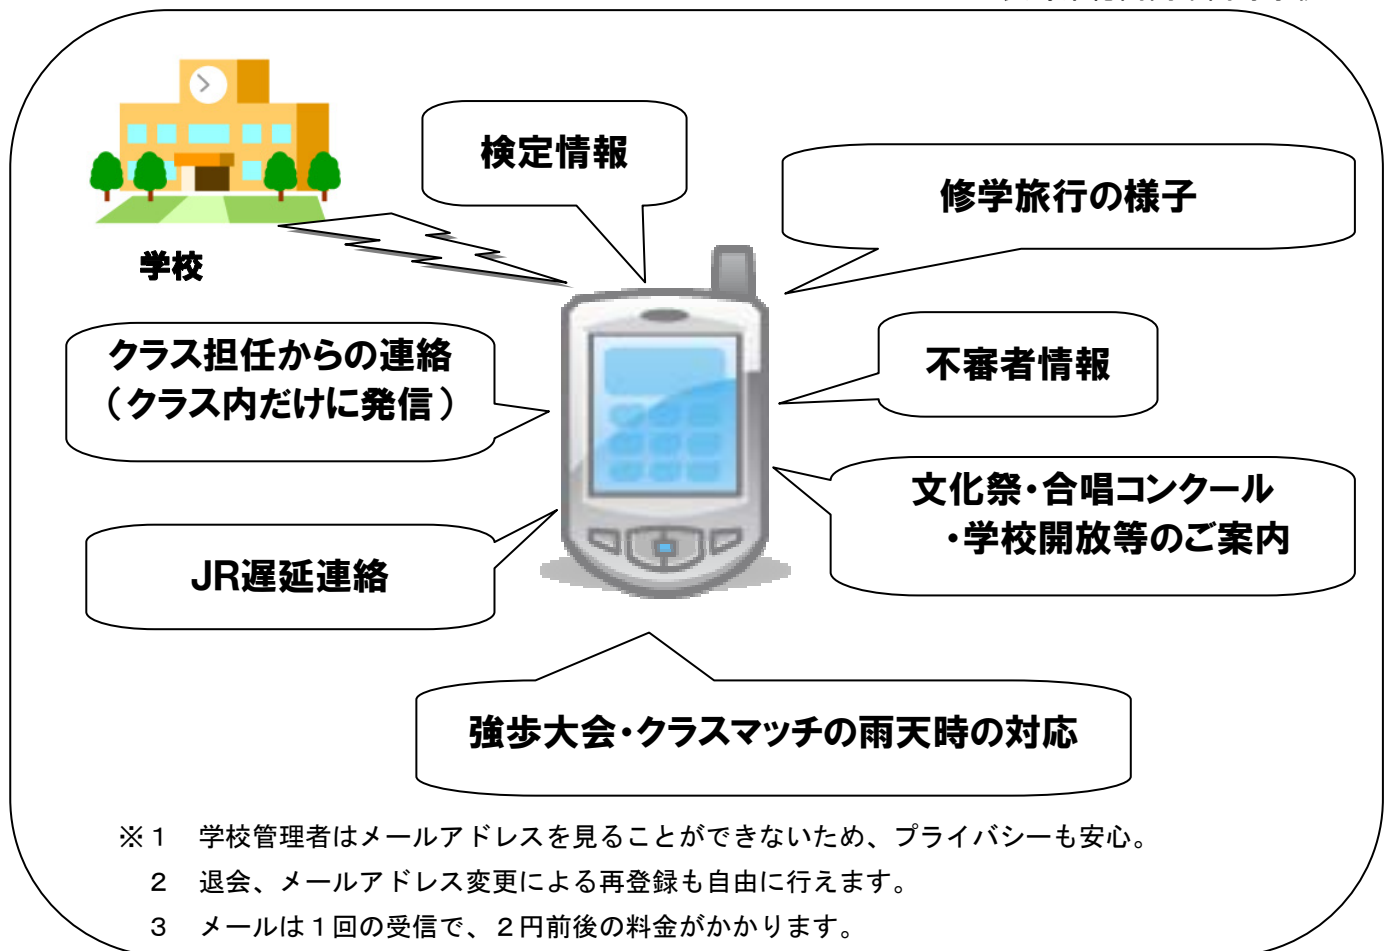 検定情報
修学旅行の様子
学校
クラス担任からの連絡
（クラス内だけに発信）
不審者情報
文化祭・合唱コンクール
・学校開放等のご案内
JR遅延連絡
強歩大会・クラスマッチの雨天時の対応
※１　学校管理者はメールアドレスを見ることができないため、プライバシーも安心。
２　退会、メールアドレス変更による再登録も自由に行えます。
３　メールは１回の受信で、２円前後の料金がかかります。